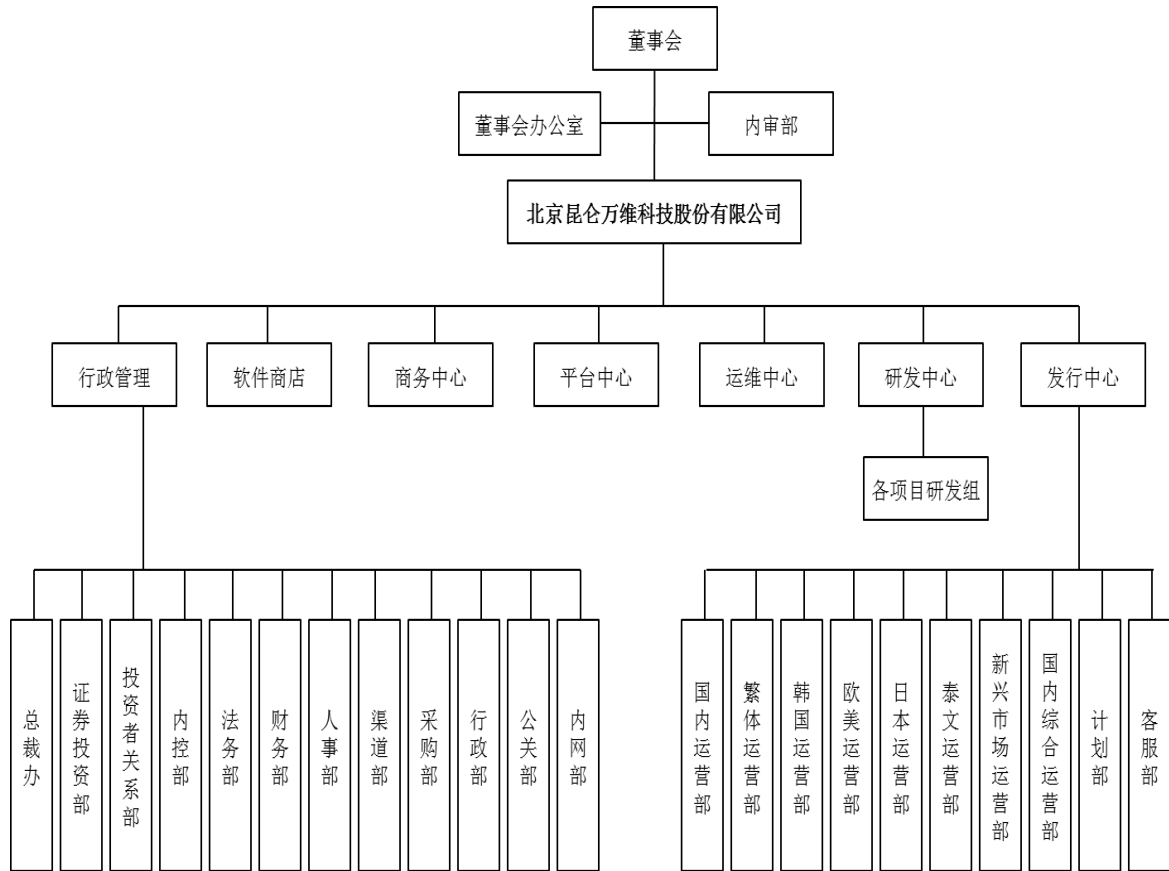 董事会
董事会办公室
内审部
北京昆仑万维科技股份有限公司
行政管理
软件商店
商务中心
平台中心
运维中心
研发中心
发行中心
各项目研发组
总裁办
证券投资部
投资者关系部
内控部
法务部
财务部
人事部
渠道部
采购部
行政部
公关部
内网部
国内运营部
繁体运营部
韩国运营部
欧美运营部
日本运营部
泰文运营部
新兴市场运营部
国内综合运营部
计划部
客服部